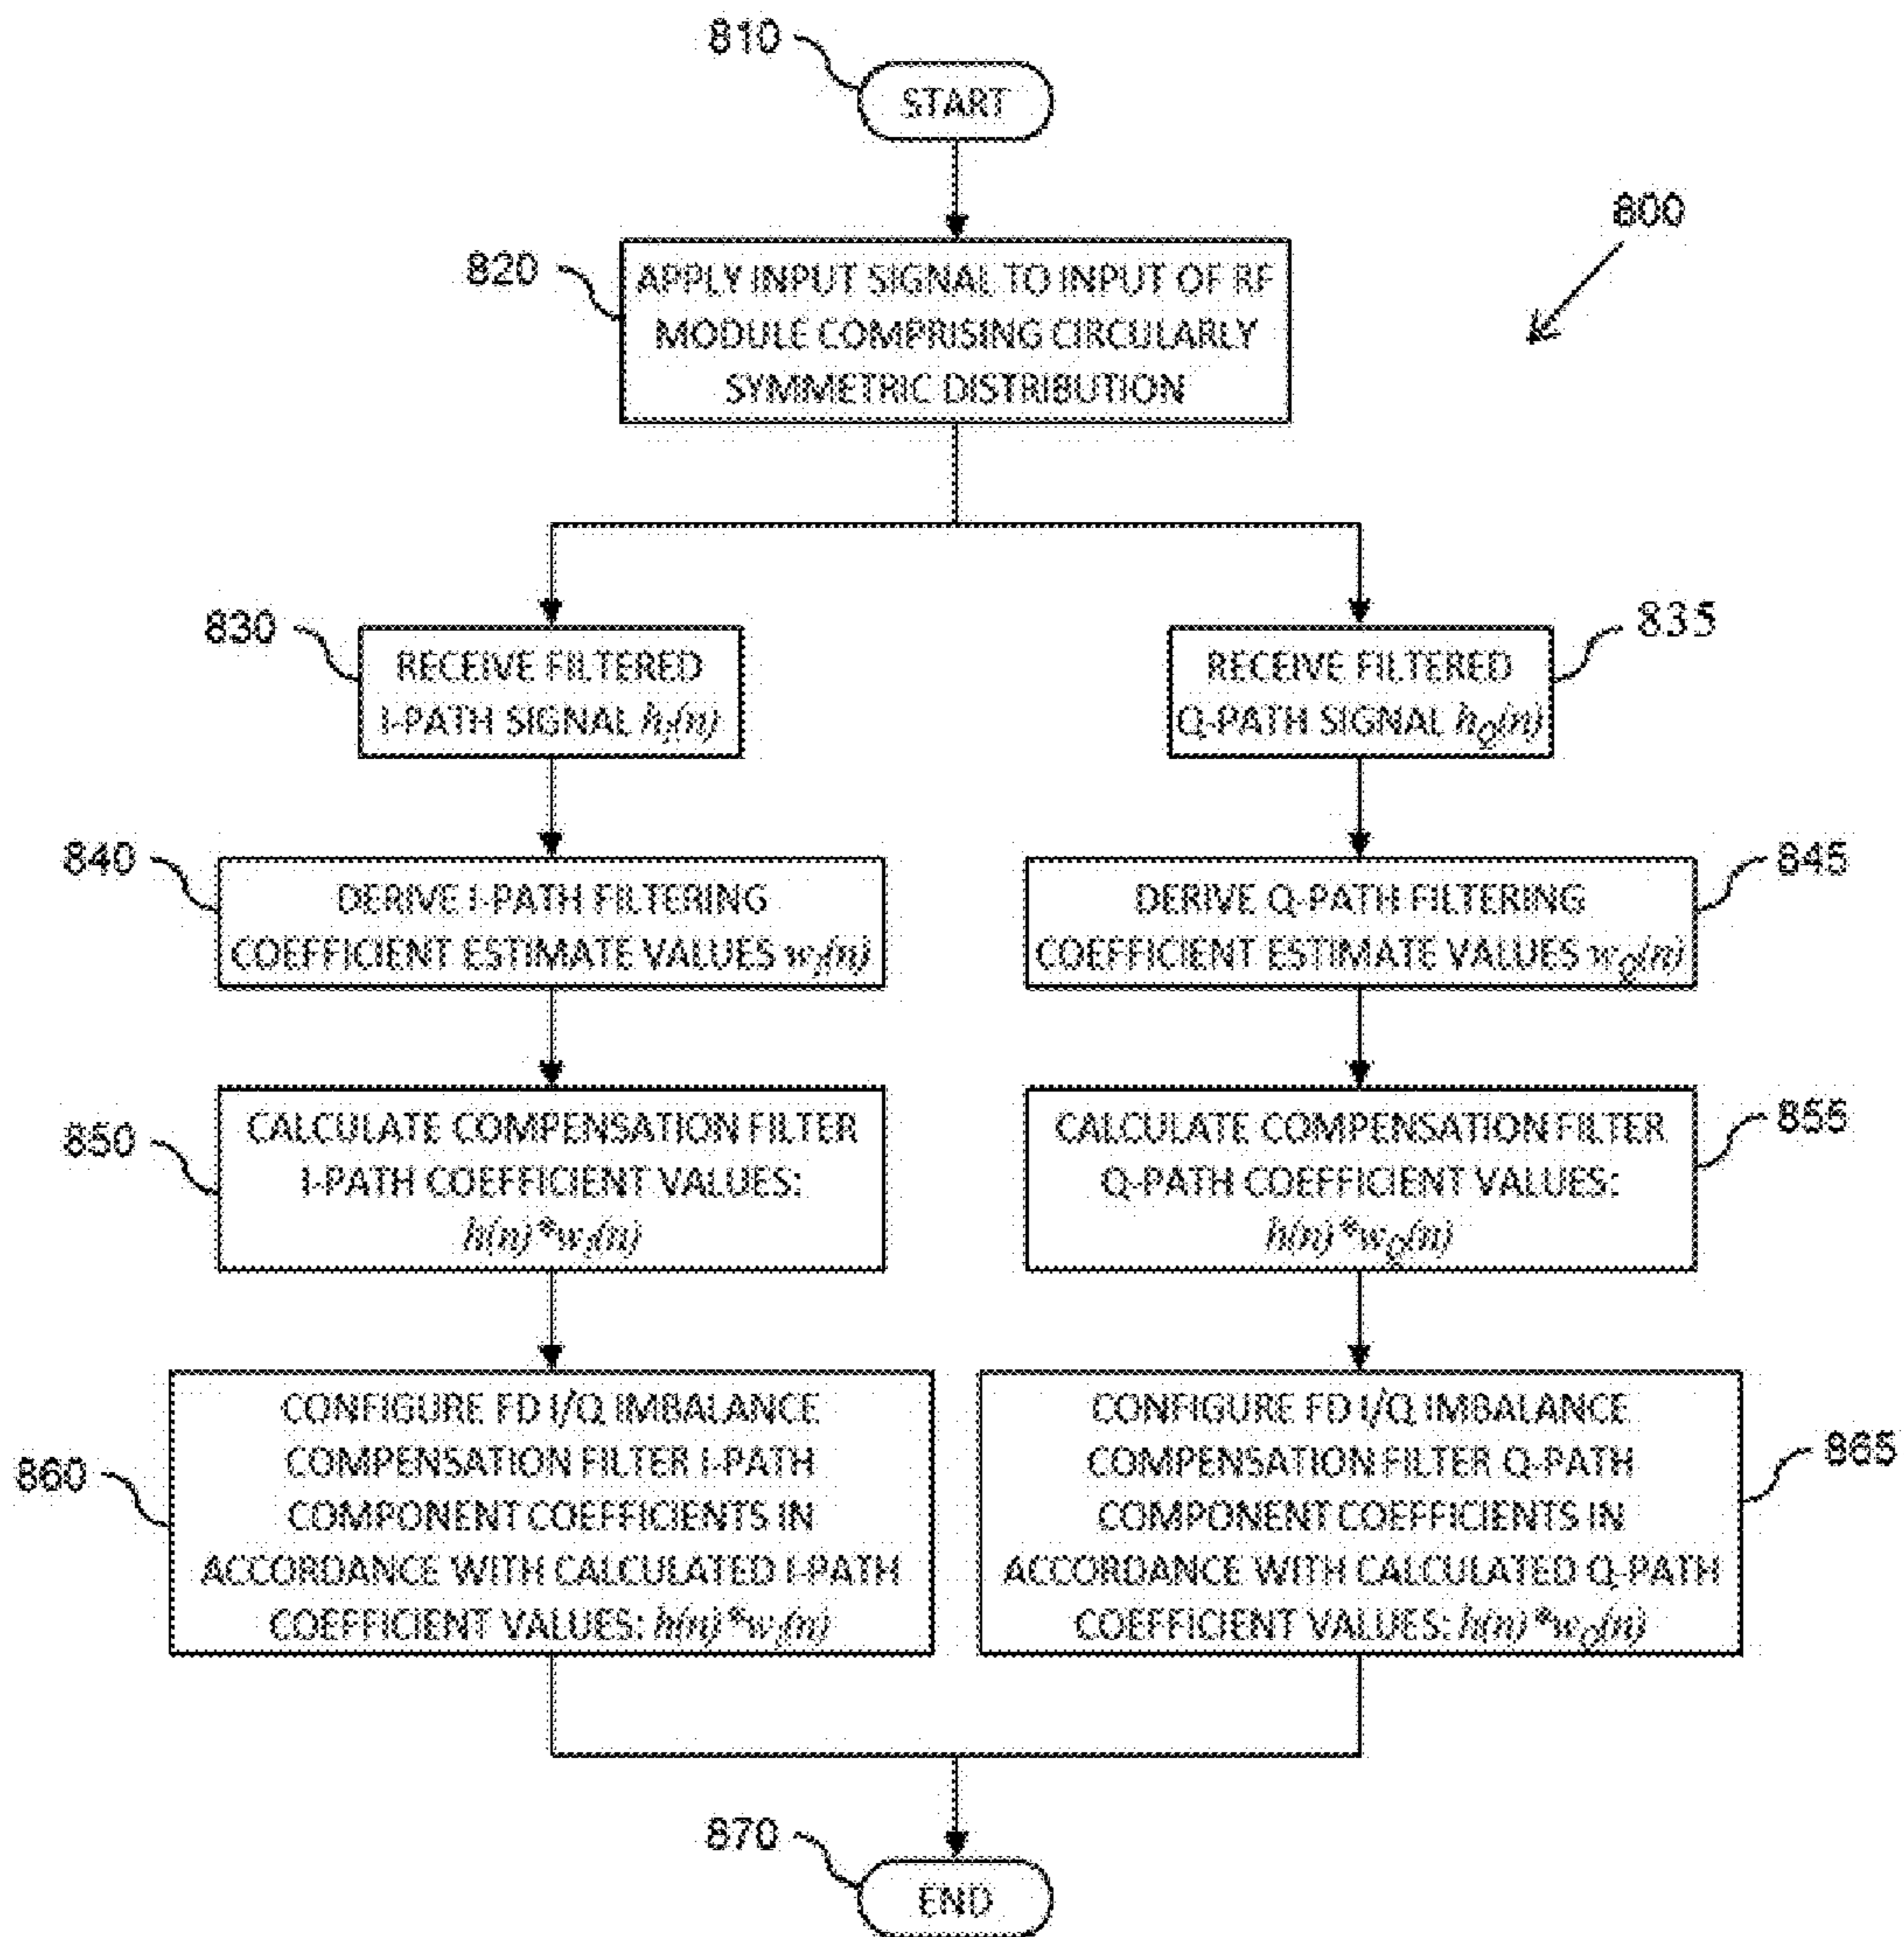 810
START
800
820
APPLY INPUT SIGNAL TO INPUT OF RF
MODULE COMPRISING CIRCULARLY
SYMMETRIC DISTRIBUTION
830
RECEIVE FILTERED
I-PATH SIGNAL h_I(n)
835
RECEIVE FILTERED
Q-PATH SIGNAL h_Q(n)
840
DERIVE I-PATH FILTERING
COEFFICIENT ESTIMATE VALUES w_I(n)
845
DERIVE Q-PATH FILTERING
COEFFICIENT ESTIMATE VALUES w_Q(n)
850
CALCULATE COMPENSATION FILTER
I-PATH COEFFICIENT VALUES:
h(n)*w_I(n)
855
CALCULATE COMPENSATION FILTER
Q-PATH COEFFICIENT VALUES:
h(n)*w_Q(n)
860
CONFIGURE FD I/Q IMBALANCE
COMPENSATION FILTER I-PATH
COMPONENT COEFFICIENTS IN
ACCORDANCE WITH CALCULATED I-PATH
COEFFICIENT VALUES: h(n)*w_I(n)
865
CONFIGURE FD I/Q IMBALANCE
COMPENSATION FILTER Q-PATH
COMPONENT COEFFICIENTS IN
ACCORDANCE WITH CALCULATED Q-PATH
COEFFICIENT VALUES: h(n)*w_Q(n)
870
END